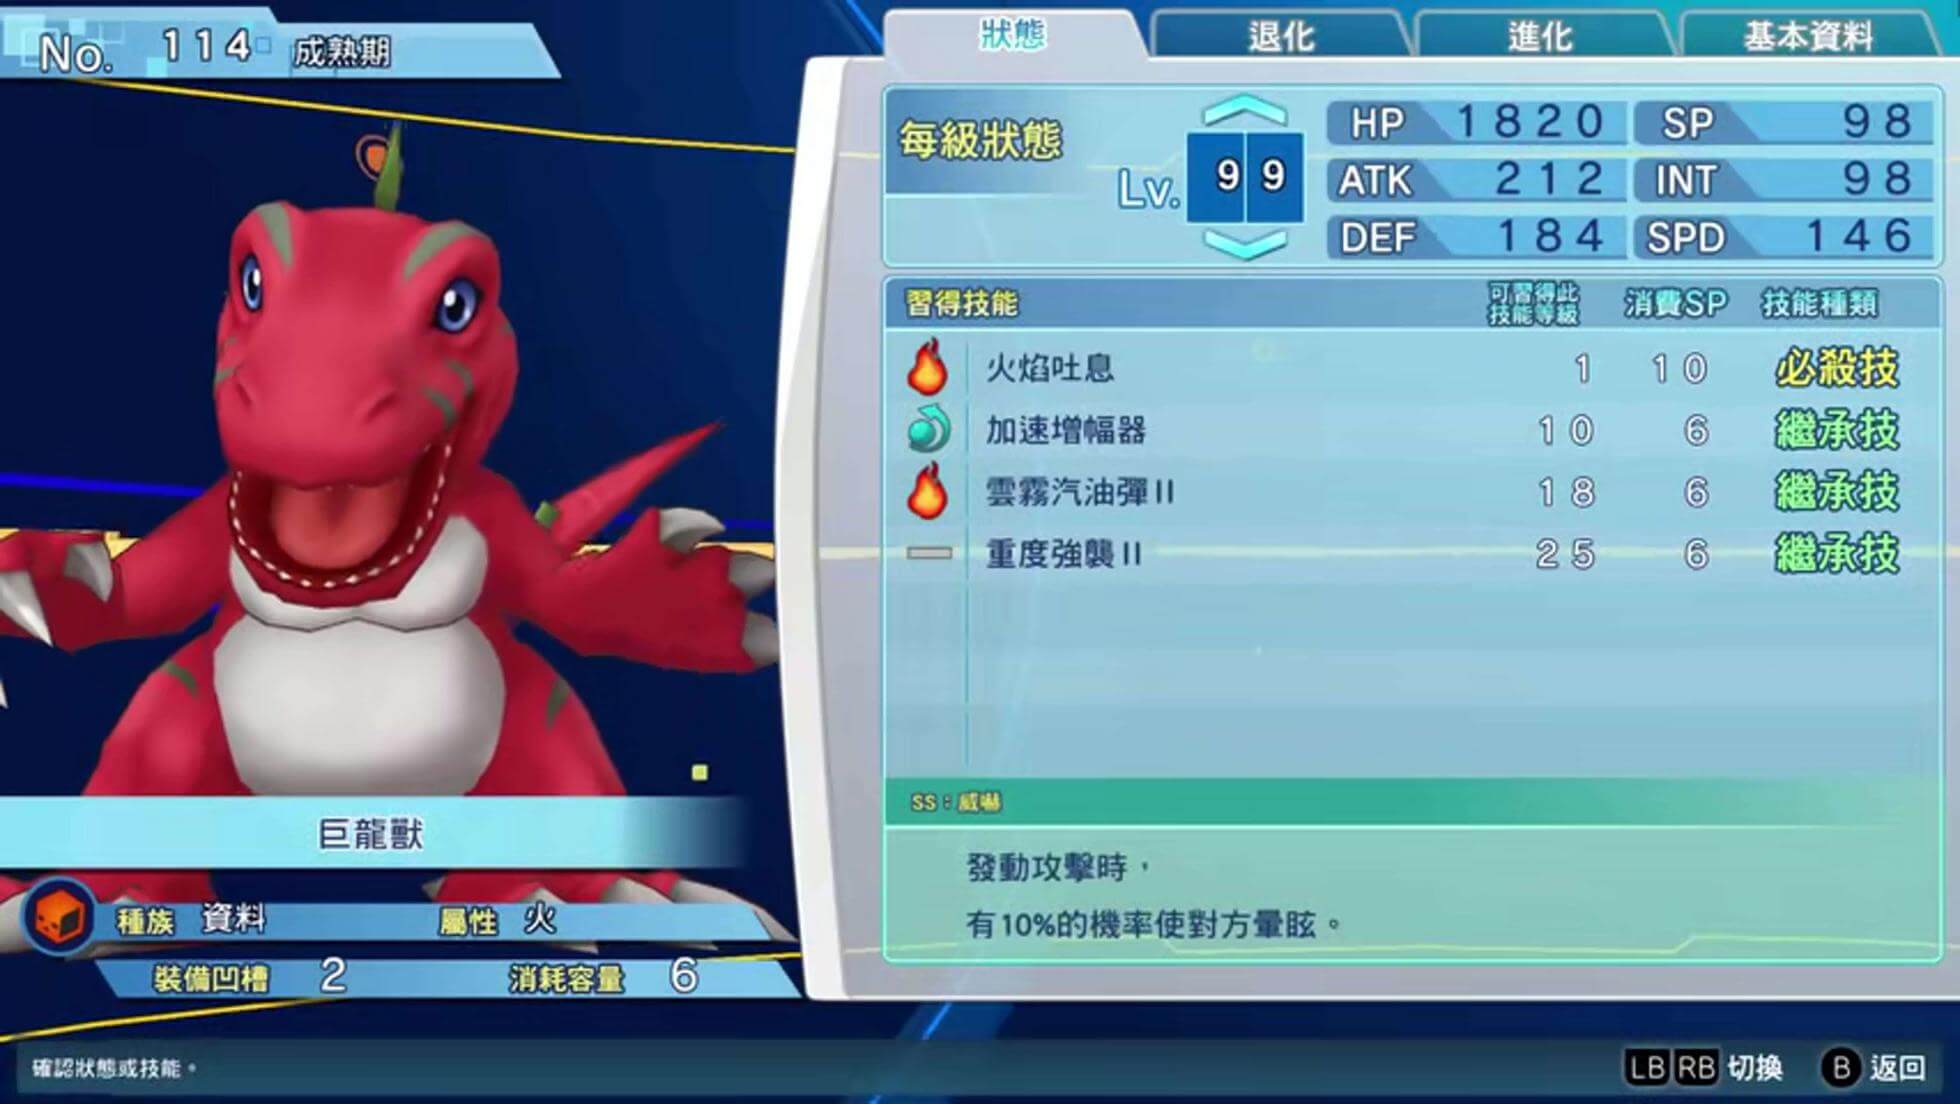 No. 114 成熟期
狀態 退化 進化 基本資料
每級狀態
Lv. 99
HP 1820 SP 98
ATK 212 INT 98
DEF 184 SPD 146
習得技能 可習得此技能等級 消費SP 技能種類
火焰吐息 1 10 必殺技
加速增幅器 10 6 繼承技
雲霧汽油彈II 18 6 繼承技
重度強襲II 25 6 繼承技
SS：威嚇
發動攻擊時，
有10%的機率使對方暈眩。
巨龍獸
種族 資料 屬性 火
裝備凹槽 2 消耗容量 6
確認狀態或技能。
LB RB 切換 B 返回